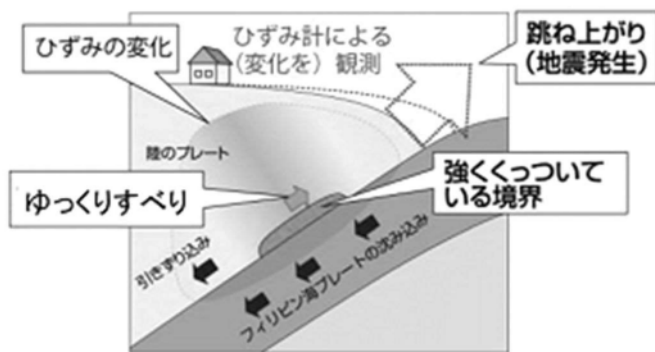 ひずみの変化
ひずみ計による
(変化を)観測
跳ね上がり
(地震発生)
陸のプレート
ゆっくりすべり
強くくっついて
いる境界
引きずり込み
フィリピン海プレートの沈み込み